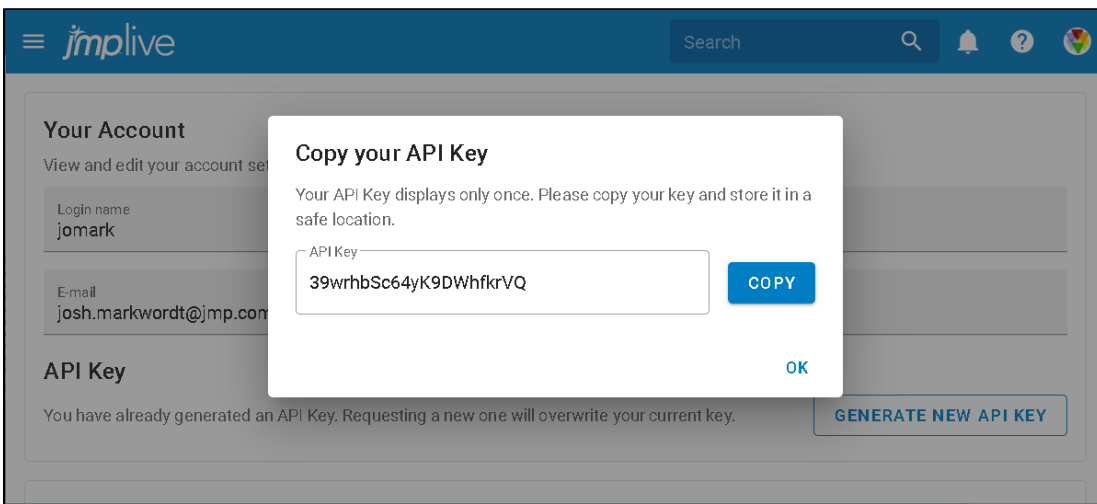 jmplive
Search
Your Account
View and edit your account set
Login name
jomark
E-mail
josh.markwordt@jmp.com
API Key
You have already generated an API Key. Requesting a new one will overwrite your current key.
GENERATE NEW API KEY
Copy your API Key
Your API Key displays only once. Please copy your key and store it in a
safe location.
API Key
39wrhbSc64yK9DWhfkrVQ
COPY
OK